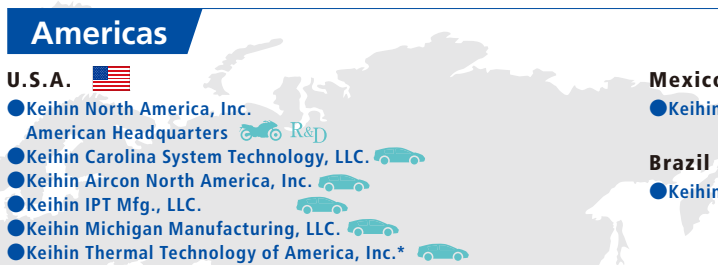 Americas
U.S.A.
●Keihin North America, Inc.
American Headquarters R&D
●Keihin Carolina System Technology, LLC.
●Keihin Aircon North America, Inc.
●Keihin IPT Mfg., LLC.
●Keihin Michigan Manufacturing, LLC.
●Keihin Thermal Technology of America, Inc.*
Mexico
●Keihin
Brazil
●Keihin